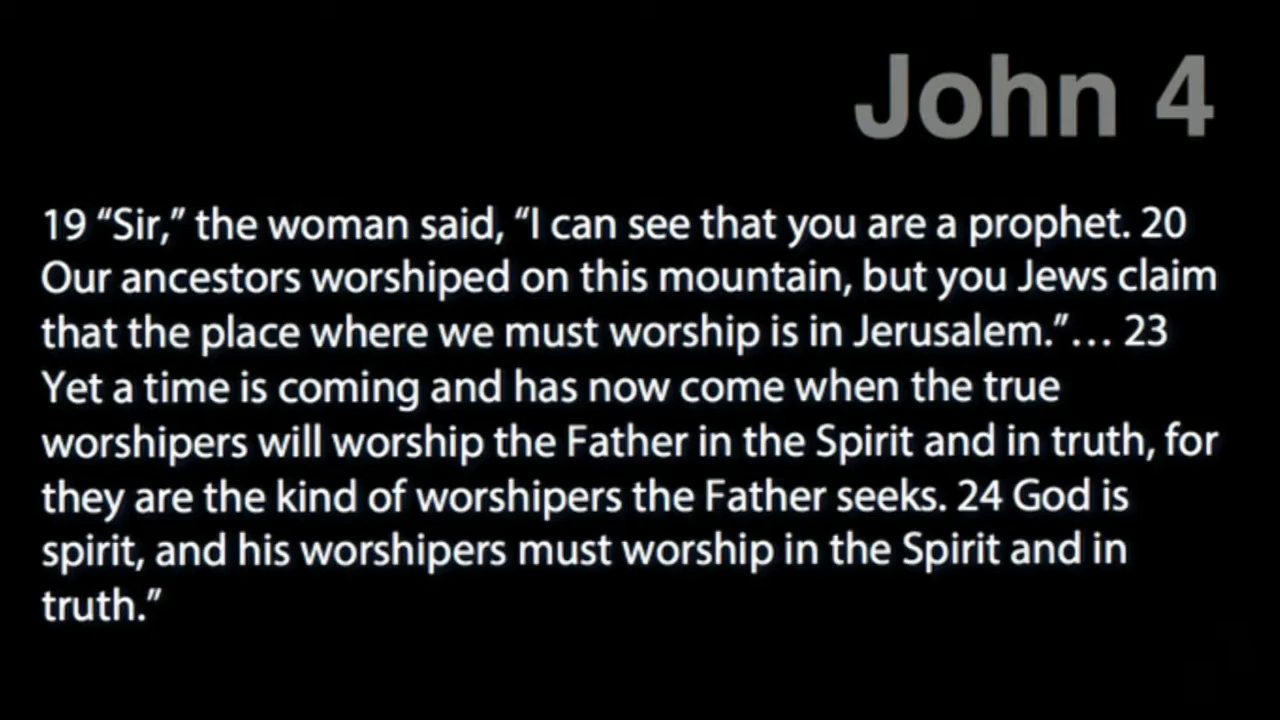 John 4
19 “Sir,” the woman said, “I can see that you are a prophet. 20
Our ancestors worshiped on this mountain, but you Jews claim
that the place where we must worship is in Jerusalem.”… 23
Yet a time is coming and has now come when the true
worshipers will worship the Father in the Spirit and in truth, for
they are the kind of worshipers the Father seeks. 24 God is
spirit, and his worshipers must worship in the Spirit and in
truth.”